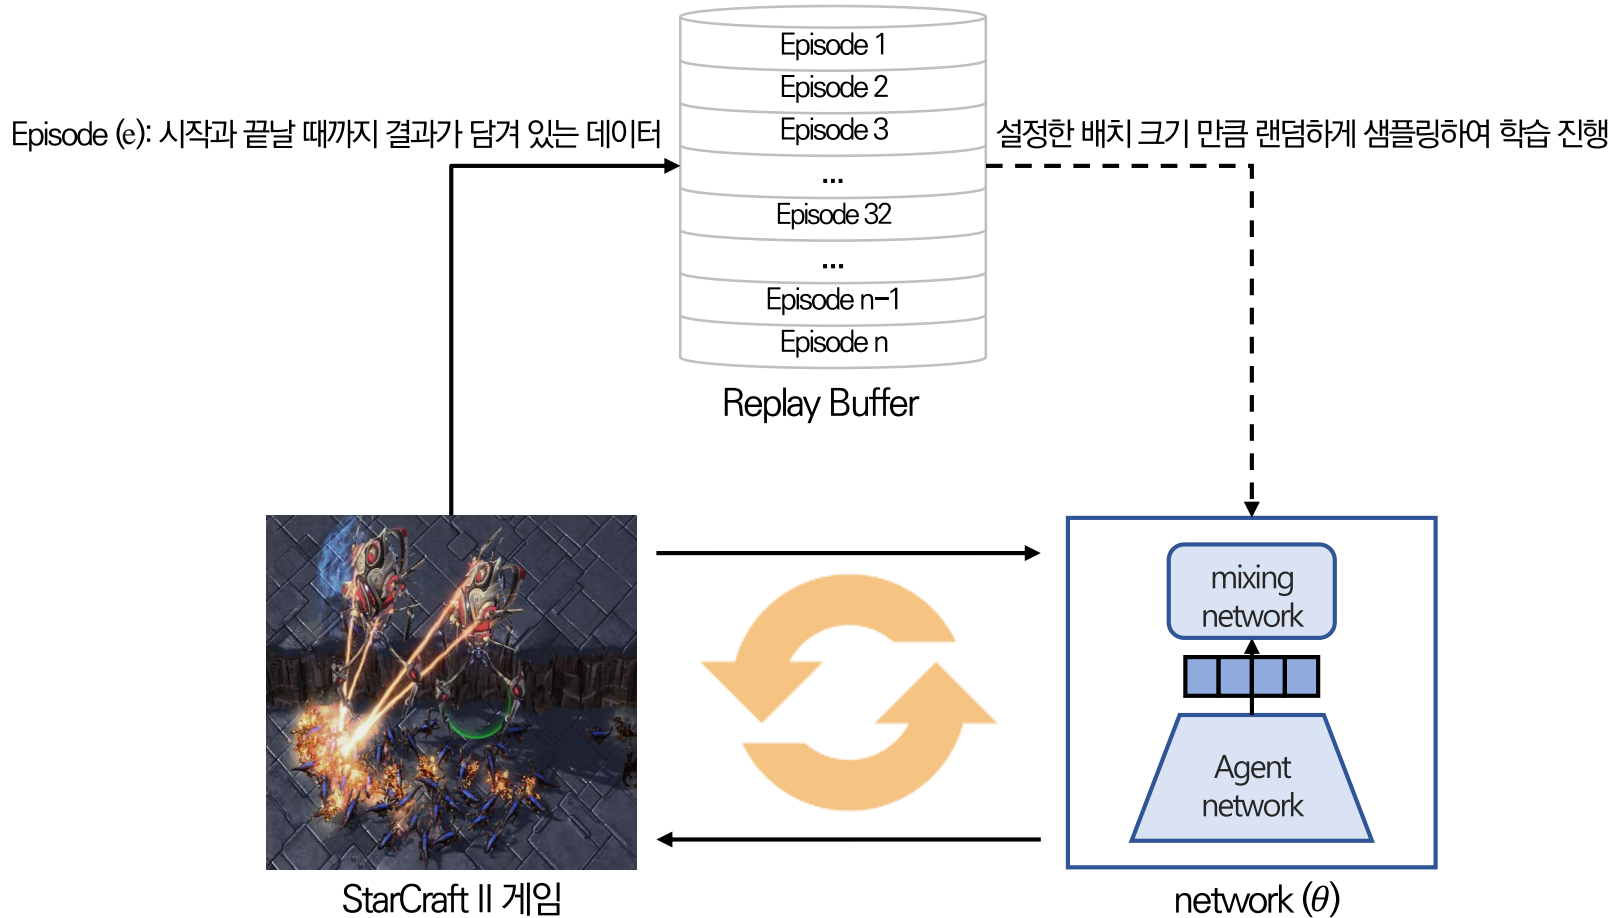 Episode 1
Episode 2
Episode (e): 시작과 끝날 때까지 결과가 담겨 있는 데이터
Episode 3
설정한 배치 크기 만큼 랜덤하게 샘플링하여 학습 진행
...
Episode 32
...
Episode n-1
Episode n
Replay Buffer
mixing
network
Agent
network
StarCraft II 게임
network (θ)